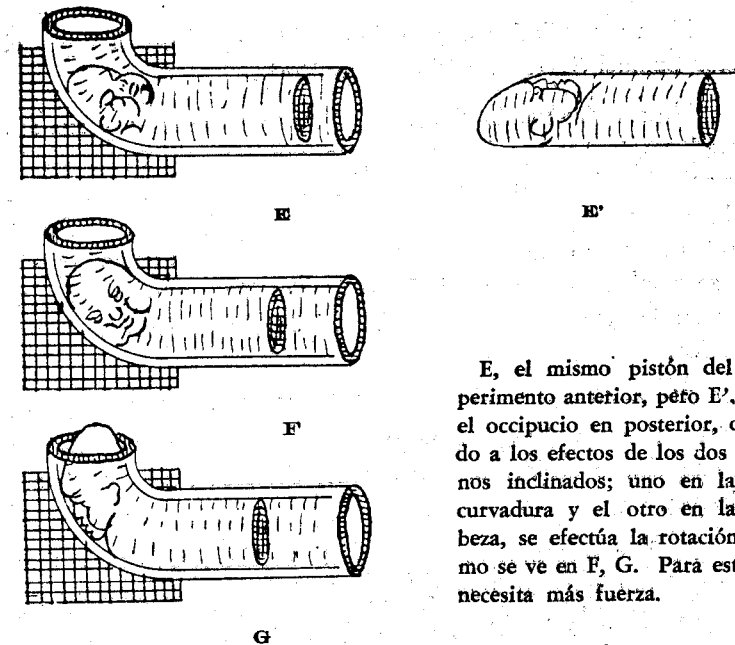 E
E'
F
G
E, el mismo pistón del
perimento anterior, pero E',
el occipucio en posterior, d
do a los efectos de los dos
nos inclinados; uno en la
curvadura y el otro en la
beza, se efectúa la rotación
mo se ve en F, G. Para est
necesita más fuerza.